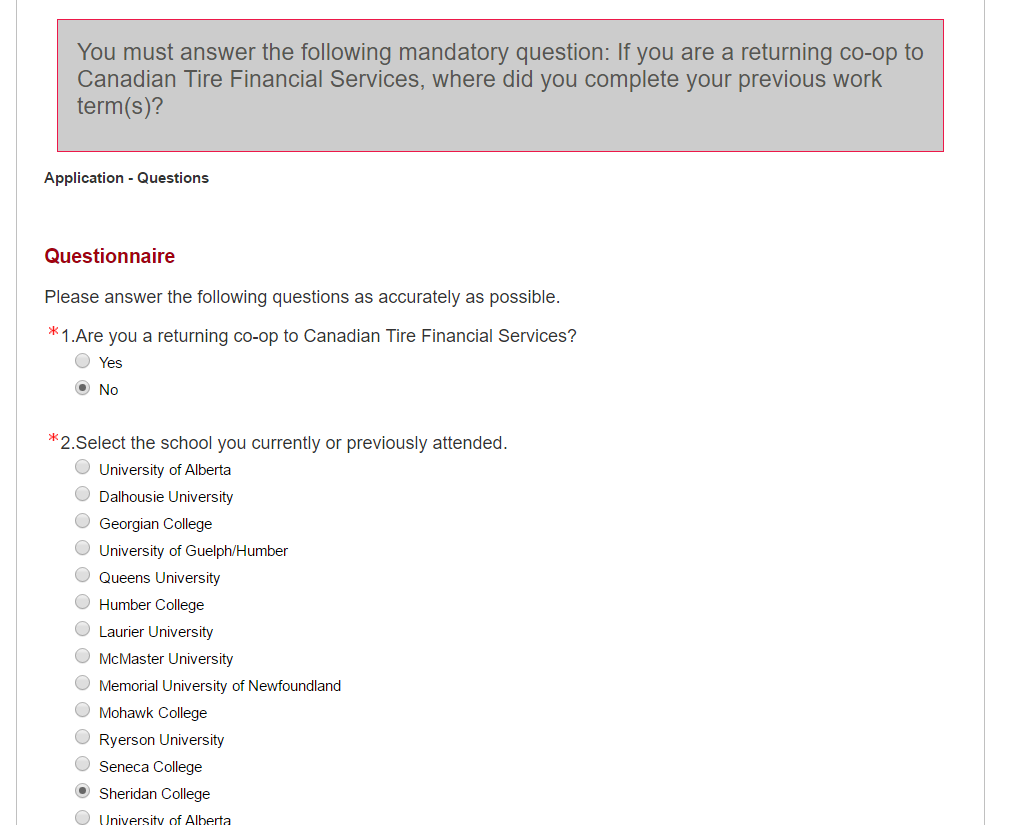 You must answer the following mandatory question: If you are a returning co-op to
Canadian Tire Financial Services, where did you complete your previous work
term(s)?
Application - Questions
Questionnaire
Please answer the following questions as accurately as possible.
*1.Are you a returning co-op to Canadian Tire Financial Services?
Yes
No
*2.Select the school you currently or previously attended.
University of Alberta
Dalhousie University
Georgian College
University of Guelph/Humber
Queens University
Humber College
Laurier University
McMaster University
Memorial University of Newfoundland
Mohawk College
Ryerson University
Seneca College
Sheridan College
University of Alberta